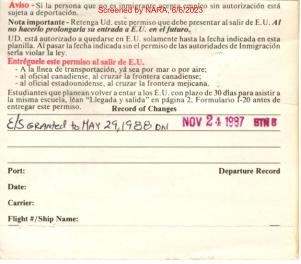 Aviso - Si la persona que no es inmigrante acepta empleo sin autorización está
sujeta a deportación.
Screened by NARA, 8/8/2023
Nota importante - Retenga Ud. este permiso que debe presentar al salir de E.U. Al
no hacerlo prolongaría su entrada a E.U. en el futuro.
UD. está autorizado a quedarse en E.U. solamente hasta la fecha indicada en esta
planilla. Al pasar la fecha indicada sin el permiso de las autoridades de Inmigración
sería violar la ley.
Entréguele este permiso al salir de E.U.
- A la línea de transportación, ya sea por mar o por aire;
- al oficial canadiense, al cruzar la frontera canadiense;
- al oficial estadounidense, al cruzar la frontera mejicana.
Estudiantes que planean volver a entar a los E.U. con plazo de 30 días para asistir a
la misma escuela, loan "Llegada y salida" en página 2, Formulario I-20 antes de
entregar este permiso.
Record of Changes
E/S GRANTED to MAY 29, 1988 ON NOV 24 1987 BTN 8
Port:
Departure Record
Date:
Carrier:
Flight #/Ship Name: